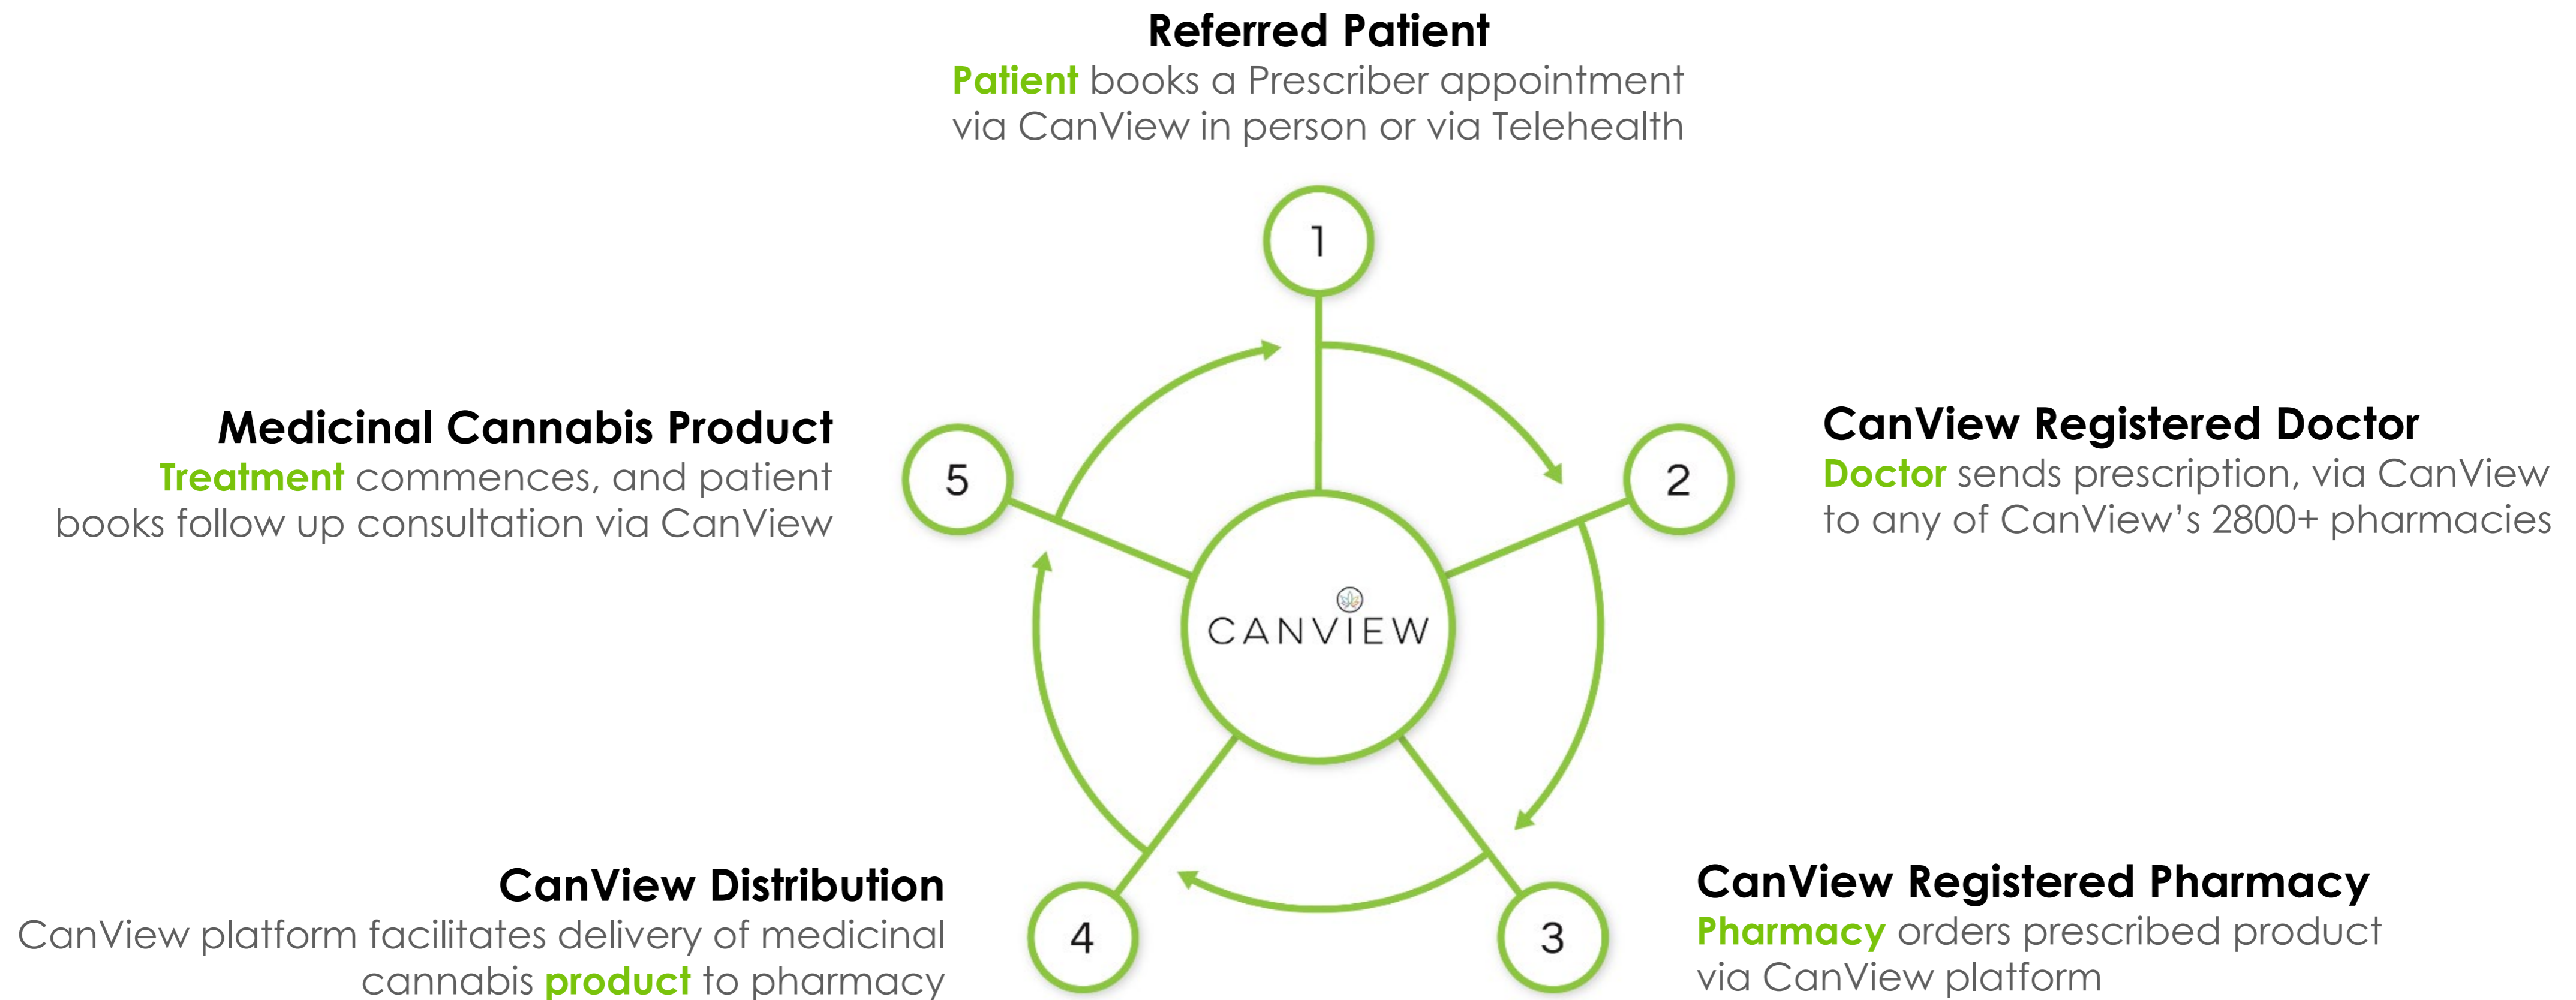 Referred Patient
Patient books a Prescriber appointment
via CanView in person or via Telehealth
1
Medicinal Cannabis Product
Treatment commences, and patient
books follow up consultation via CanView
5
2
CanView Registered Doctor
Doctor sends prescription, via CanView
to any of CanView’s 2800+ pharmacies
CANVIEW
CanView Distribution
CanView platform facilitates delivery of medicinal
cannabis product to pharmacy
4
3
CanView Registered Pharmacy
Pharmacy orders prescribed product
via CanView platform